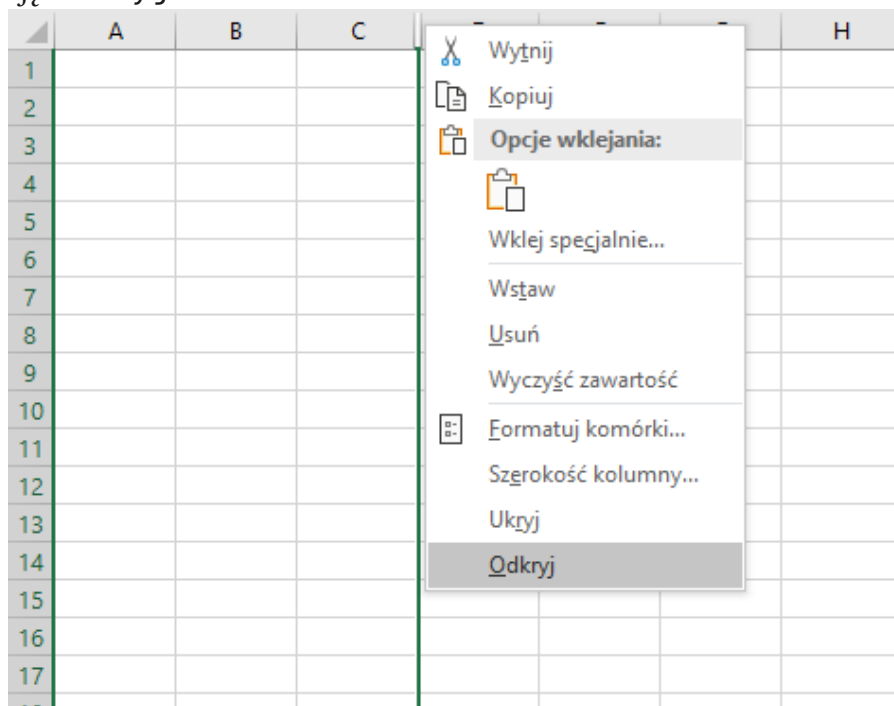 A B C H
1
2
3
4
5
6
7
8
9
10
11
12
13
14
15
16
17
Wytnij
Kopiuj
Opcje wklejania:
Wklej specjalnie...
Wstaw
Usuń
Wyczyść zawartość
Formatuj komórki...
Szerokość kolumny...
Ukryj
Odkryj